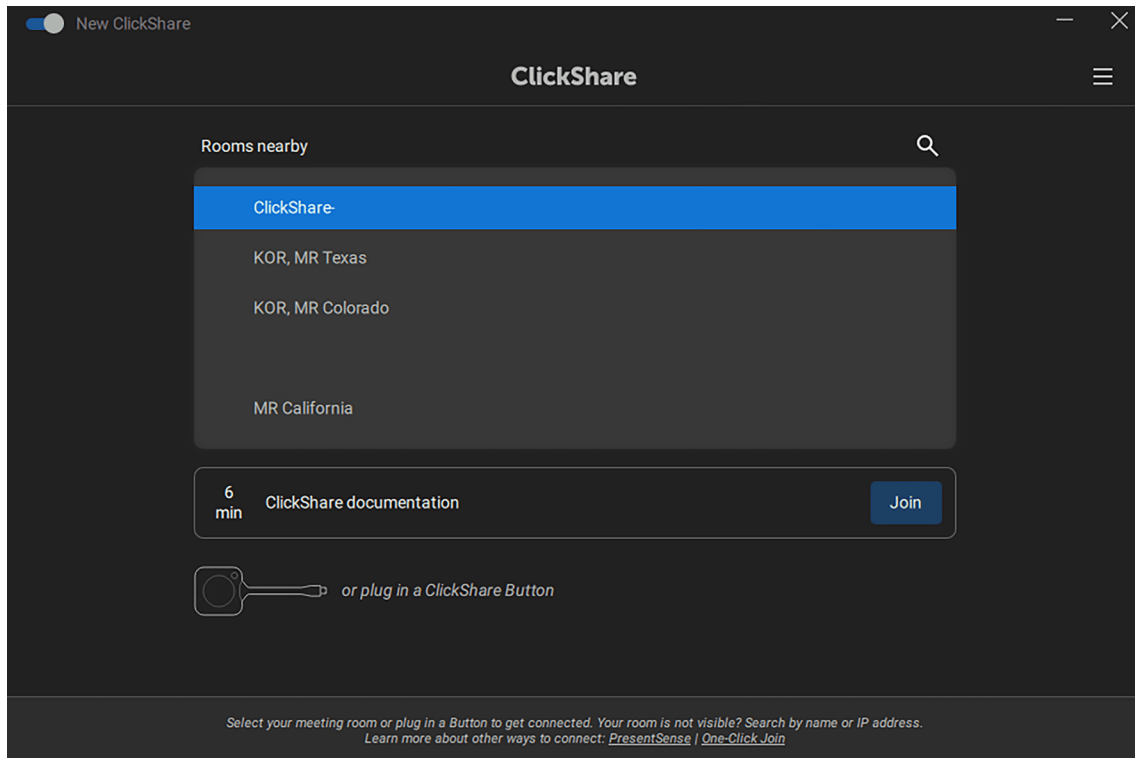 New ClickShare
ClickShare
Rooms nearby
ClickShare-
KOR, MR Texas
KOR, MR Colorado
MR California
6
min
ClickShare documentation
Join
or plug in a ClickShare Button
Select your meeting room or plug in a Button to get connected. Your room is not visible? Search by name or IP address.
Learn more about other ways to connect: PresentSense | One-Click Join